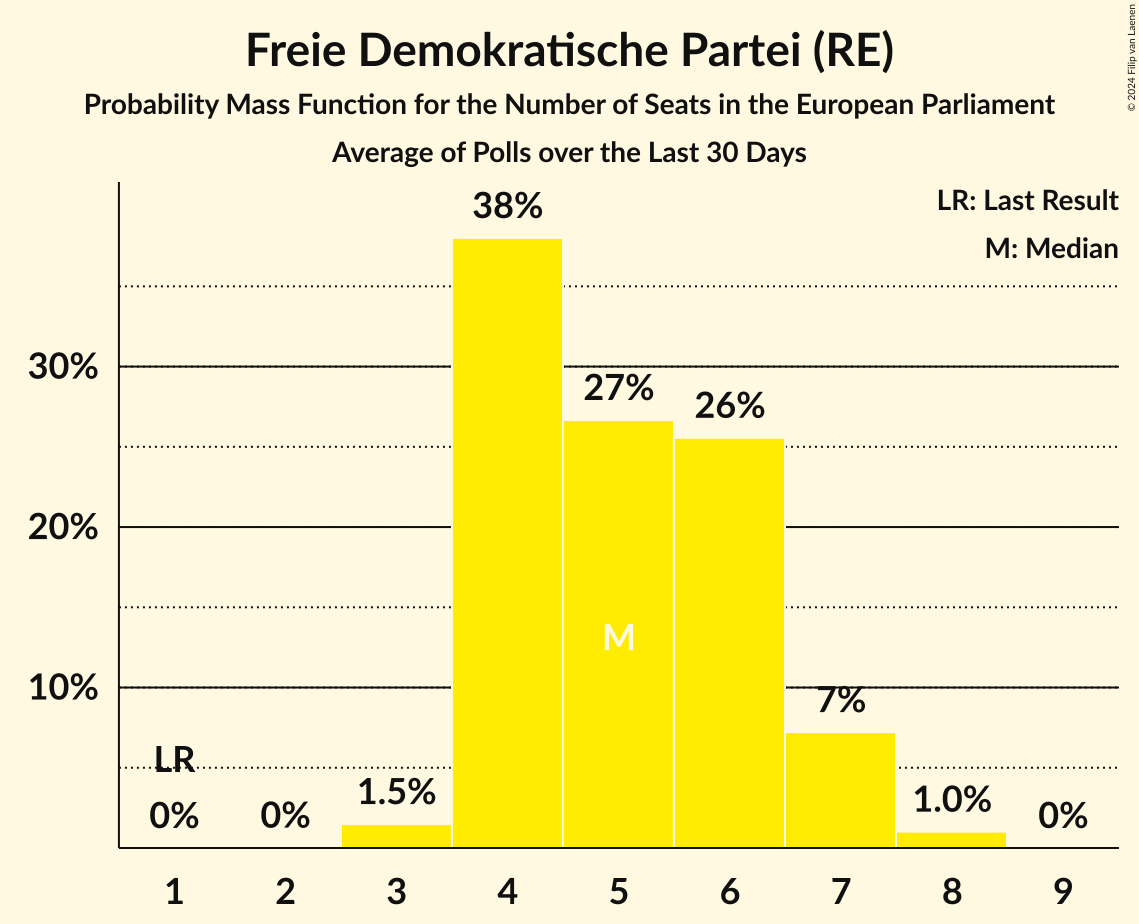 Freie Demokratische Partei (RE)
Probability Mass Function for the Number of Seats in the European Parliament
Average of Polls over the Last 30 Days
© 2024 Filip van Laenen
LR: Last Result
M: Median
38%
30%
27%
26%
20%
M
10%
7%
LR
1.5%
1.0%
0%
0%
0%
1 2 3 4 5 6 7 8 9